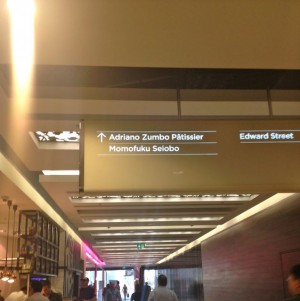 ↑ Adriano Zumbo Pâtissier
Momofuku Seiobo
Edward Street